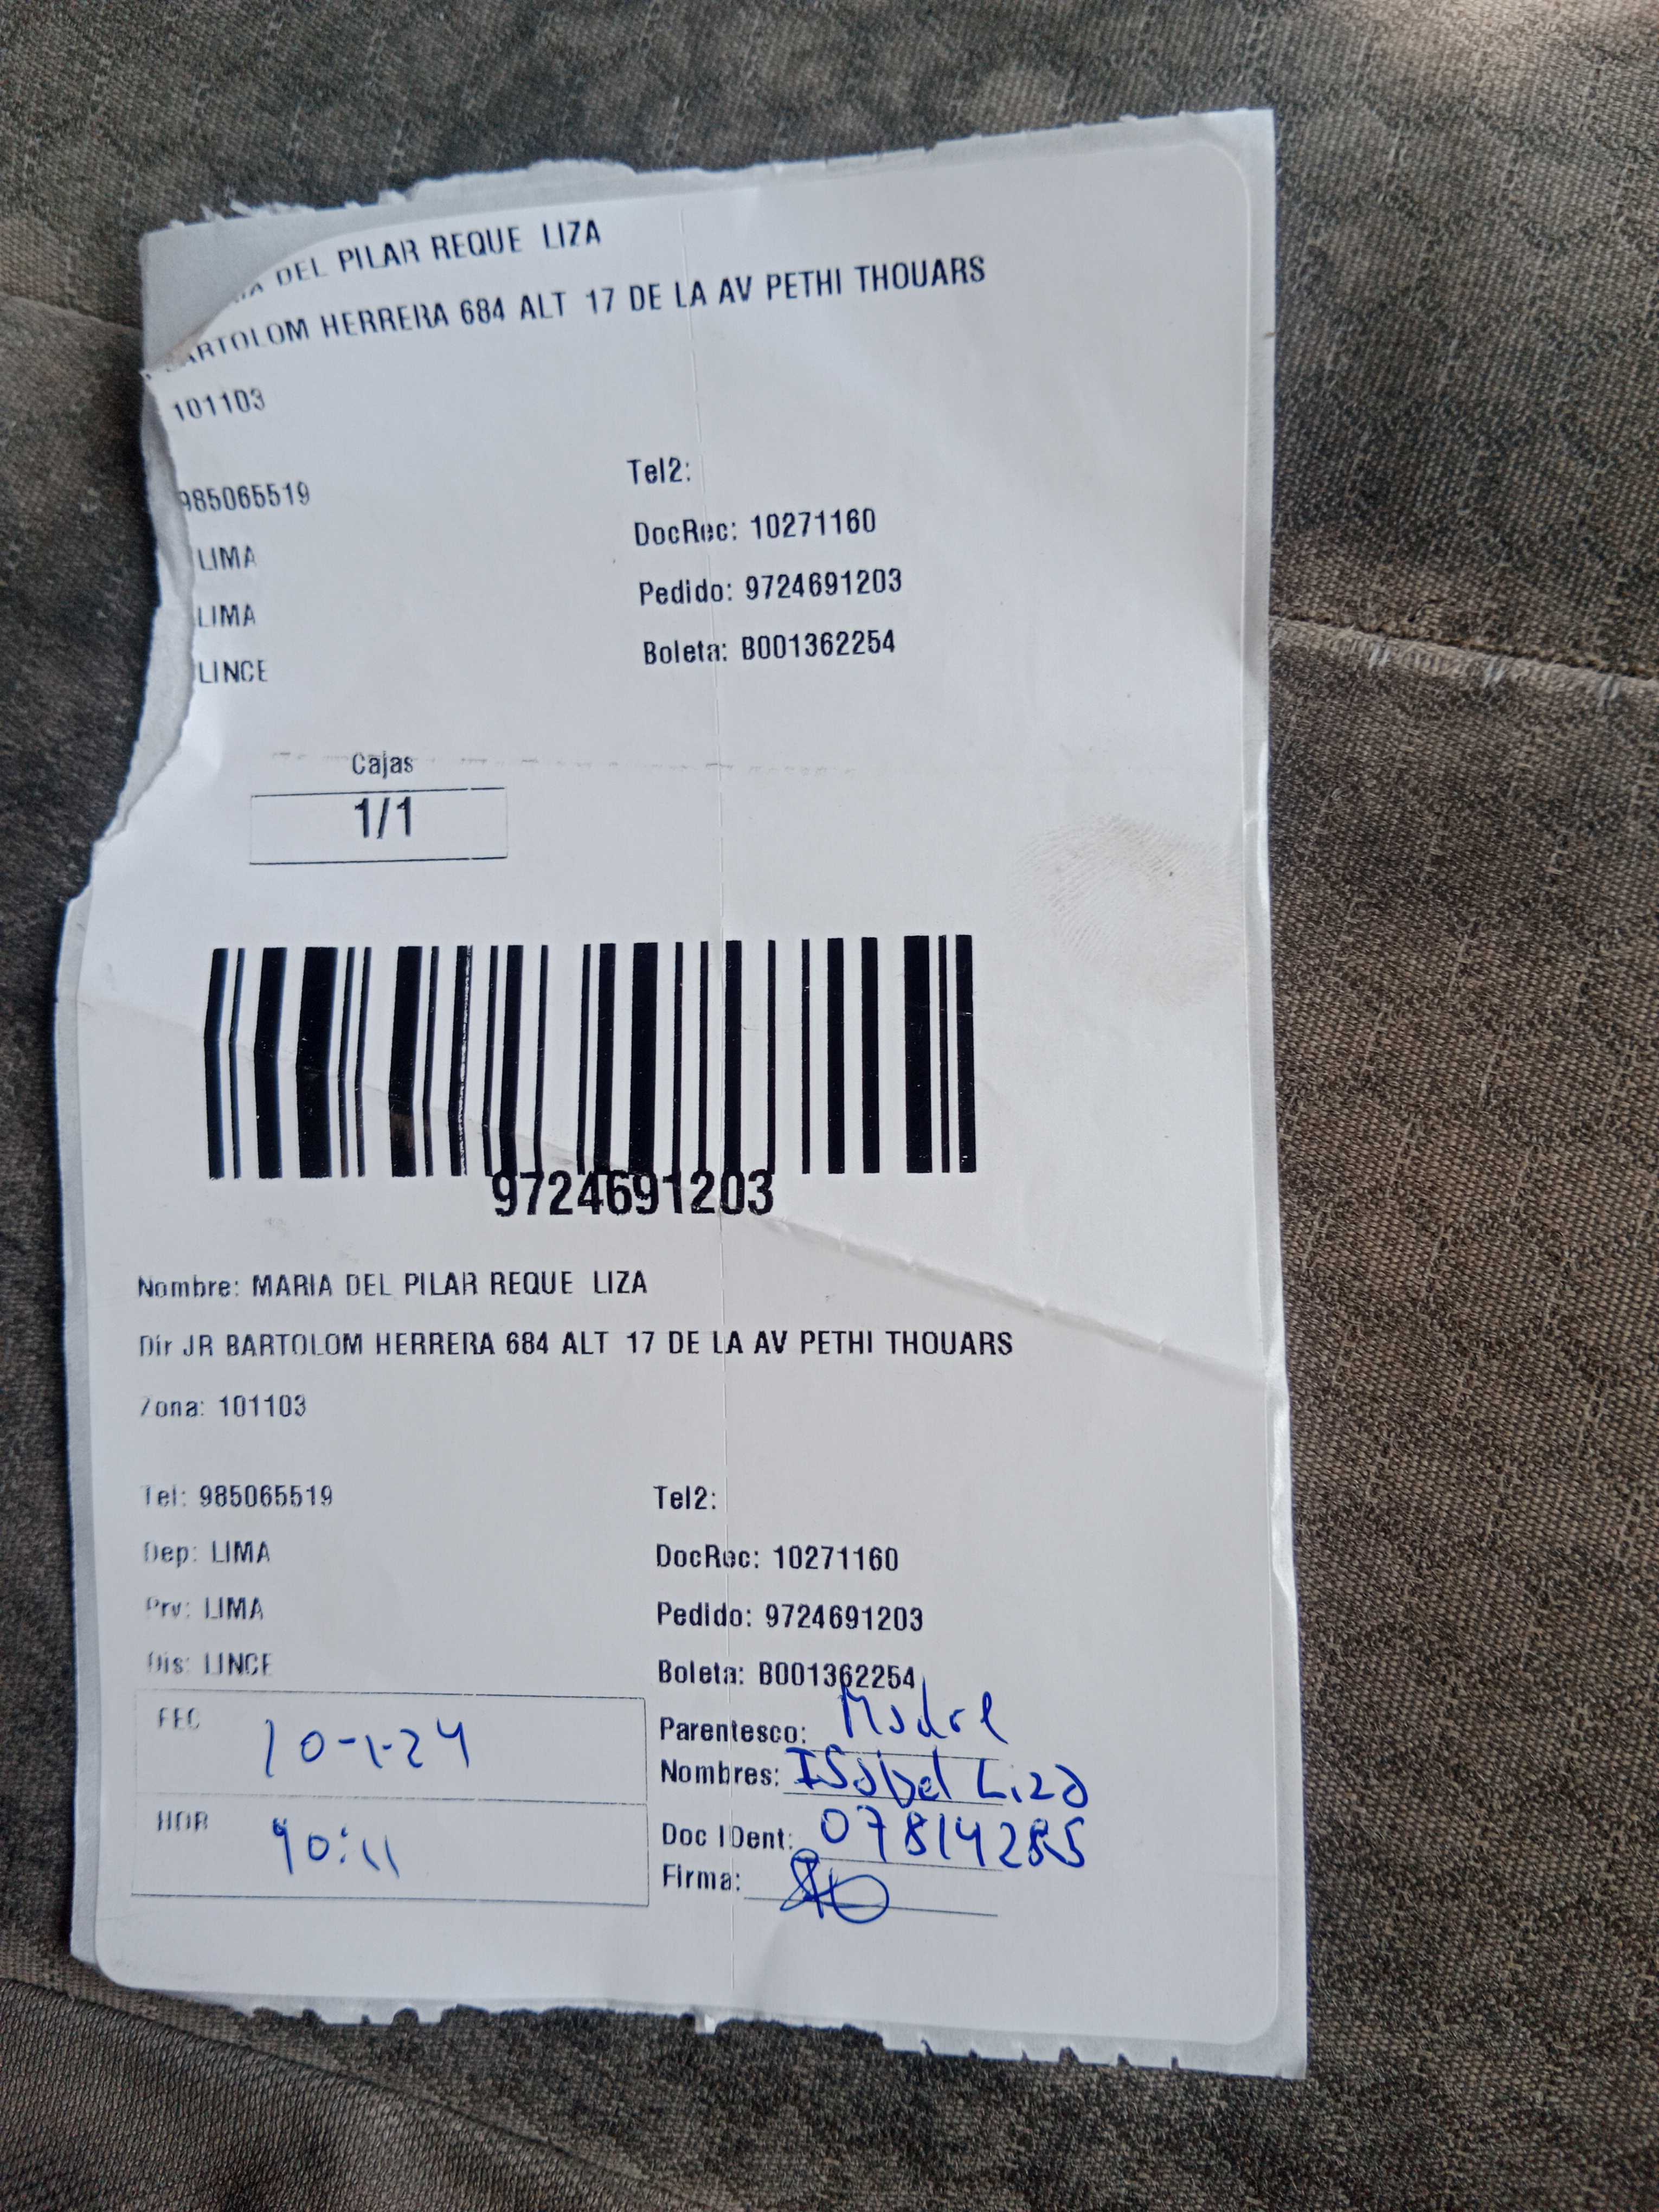 DEL PILAR REQUE LIZA
ARTOLOM HERRERA 684 ALT 17 DE LA AV PETHI THOUARS
101103
985065519
Tel2:
LIMA
DocRec: 10271160
LIMA
Pedido: 9724691203
LINCE
Boleta: B001362254
Cajas
1/1
9724691203
Nombre: MARIA DEL PILAR REQUE LIZA
Dir JR BARTOLOM HERRERA 684 ALT 17 DE LA AV PETHI THOUARS
Zona: 101103
Tel: 985065519
Tel2:
Dep: LIMA
DocRec: 10271160
Prv: LIMA
Pedido: 9724691203
Dis: LINCE
Boleta: B001362254
FEC 10-1-24
Parentesco: Madre
Nombres: ISabel Liza
HOR 10:11
Doc IDent: 07814285
Firma: